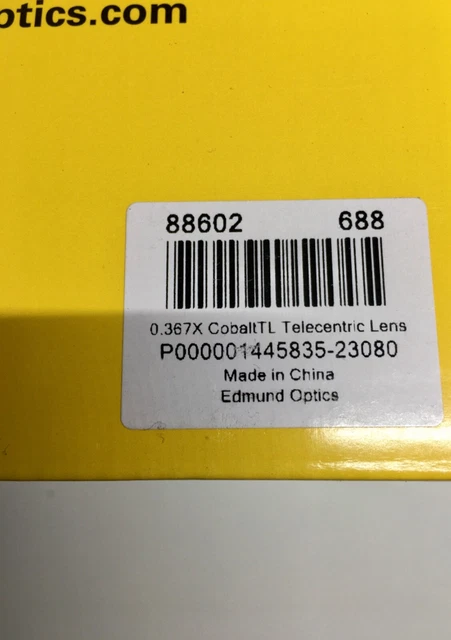 ptics.com
88602 688
0.367X CobaltTL Telecentric Lens
P000001445835-23080
Made in China
Edmund Optics